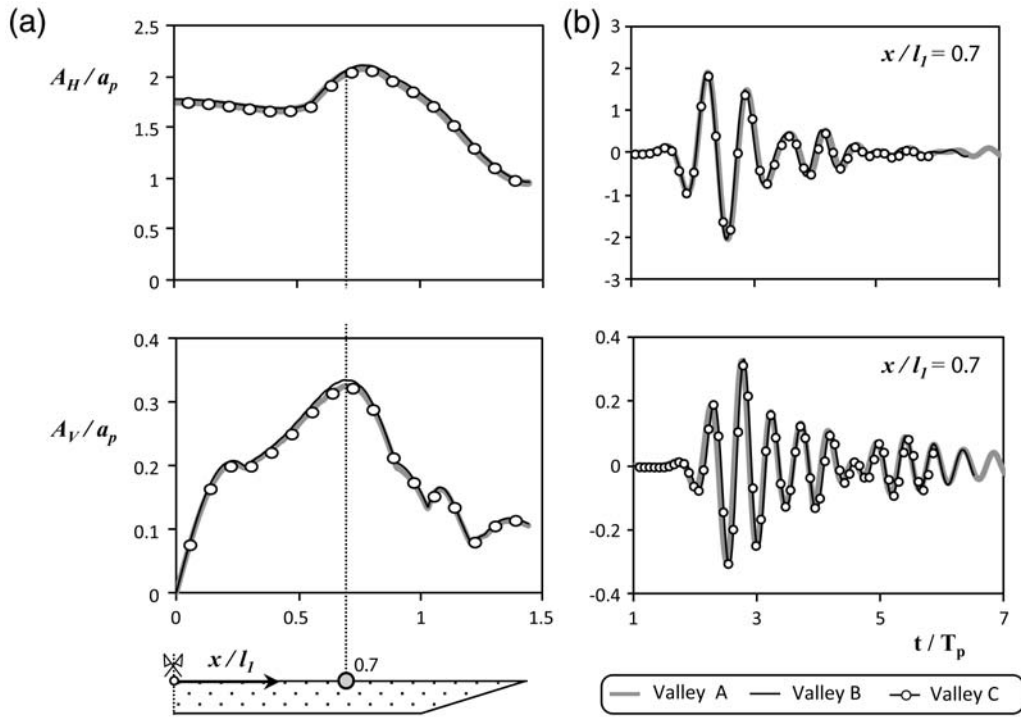 (a)
(b)
2.5
2
1.5
1
0.5
0
A_H / a_p
3
2
1
0
-1
-2
3
x / l_1 = 0.7
0.4
0.3
0.2
0.1
0
A_V / a_p
0
0.5
1
1.5
0.4
0.2
0
-0.2
-0.4
x / l_1 = 0.7
1
3
5
7
t / T_p
x / l_1
0.7
Valley A
Valley B
Valley C